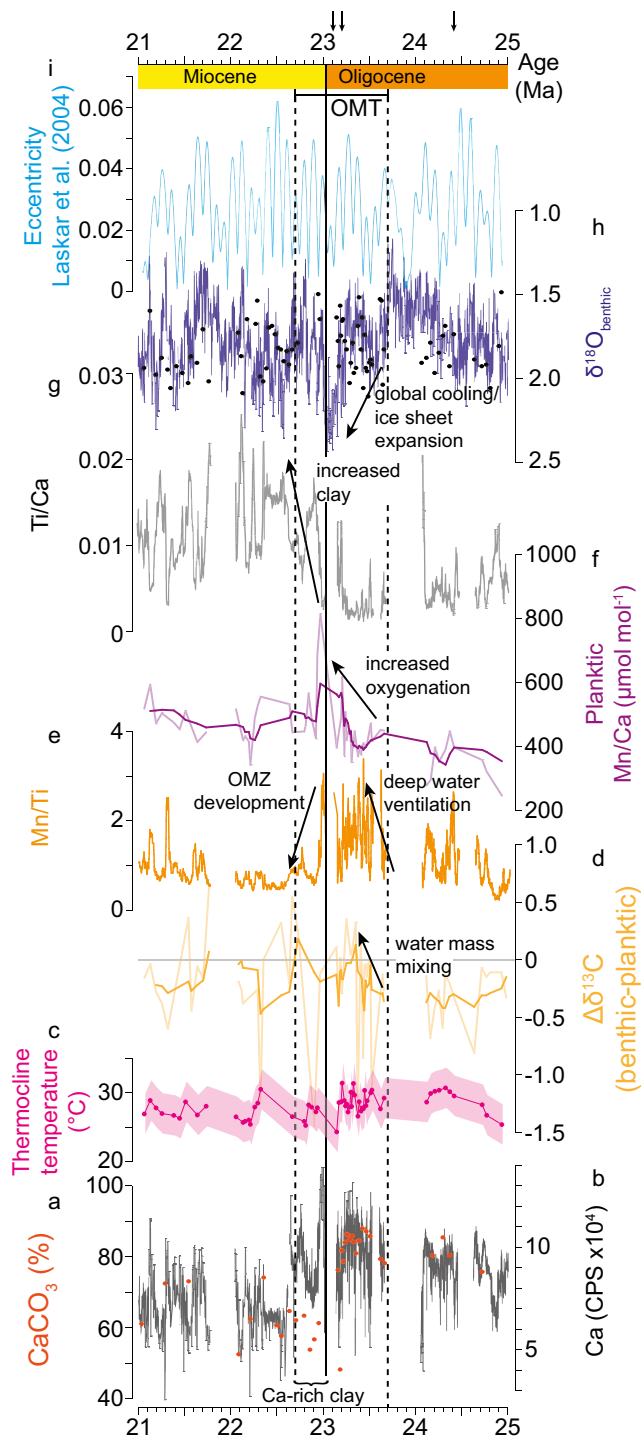 21 22 23 24 25
i Miocene Oligocene Age (Ma)
OMT
0.06
0.04
0.02
0
Eccentricity
Laskar et al. (2004)
h
1.0
1.5
2.0
2.5
δ¹⁸O benthic
global cooling/
ice sheet
expansion
g
0.03
0.02
0.01
0
Ti/Ca
increased
clay
f
1000
800
600
400
200
Planktic
Mn/Ca (µmol mol⁻¹)
increased
oxygenation
e
4
2
0
Mn/Ti
OMZ
development
deep water
ventilation
d
1.0
0.5
0
-0.5
-1.0
-1.5
Δδ¹³C
(benthic-planktic)
water mass
mixing
c
30
20
Thermocline
temperature
(°C)
a
100
80
60
40
CaCO₃ (%)
b
10
5
Ca (CPS x10⁴)
Ca-rich clay
21 22 23 24 25